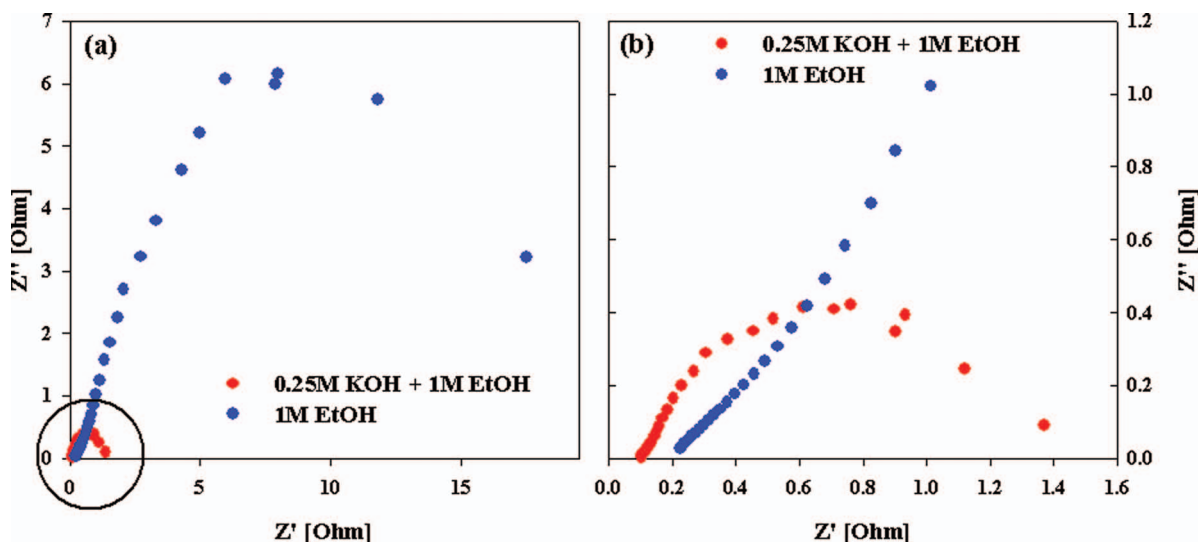 (a)
7
6
5
4
3
2
1
0
Z'' [Ohm]
0.25M KOH + 1M EtOH
1M EtOH
0 5 10 15
Z' [Ohm]
(b)
0.25M KOH + 1M EtOH
1M EtOH
1.2
1.0
0.8
0.6
0.4
0.2
0.0
Z'' [Ohm]
0.0 0.2 0.4 0.6 0.8 1.0 1.2 1.4 1.6
Z' [Ohm]